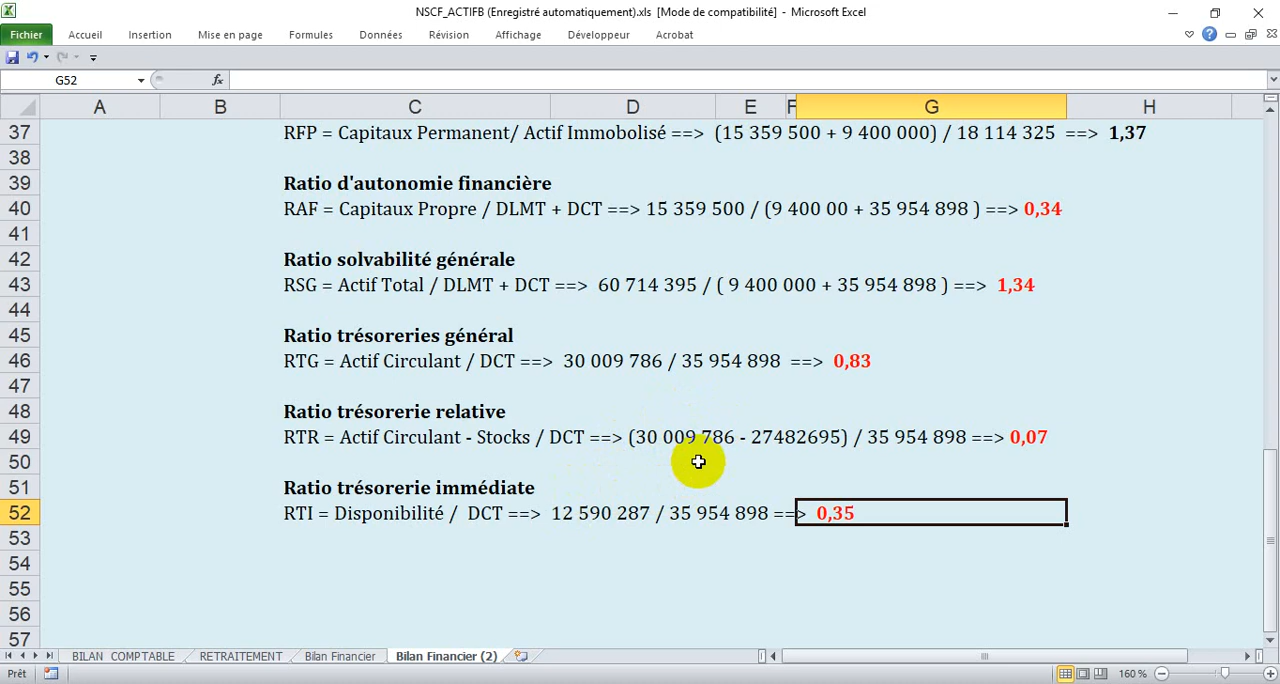 NSCF_ACTIFB (Enregistré automatiquement).xls [Mode de compatibilité] - Microsoft Excel
Fichier Accueil Insertion Mise en page Formules Données Révision Affichage Développeur Acrobat
G52 fx
A B C D E F G H
37 RFP = Capitaux Permanent/ Actif Immobolisé ==> (15 359 500 + 9 400 000) / 18 114 325 ==> 1,37
38
39 Ratio d'autonomie financière
40 RAF = Capitaux Propre / DLMT + DCT ==> 15 359 500 / (9 400 00 + 35 954 898 ) ==> 0,34
41
42 Ratio solvabilité générale
43 RSG = Actif Total / DLMT + DCT ==> 60 714 395 / ( 9 400 000 + 35 954 898 ) ==> 1,34
44
45 Ratio trésoreries général
46 RTG = Actif Circulant / DCT ==> 30 009 786 / 35 954 898 ==> 0,83
47
48 Ratio trésorerie relative
49 RTR = Actif Circulant - Stocks / DCT ==> (30 009 786 - 27482695) / 35 954 898 ==> 0,07
50
51 Ratio trésorerie immédiate
52 RTI = Disponibilité / DCT ==> 12 590 287 / 35 954 898 ==> 0,35
53
54
55
56
57
BILAN COMPTABLE RETRAITEMENT Bilan Financier Bilan Financier (2)
Prêt 160 %